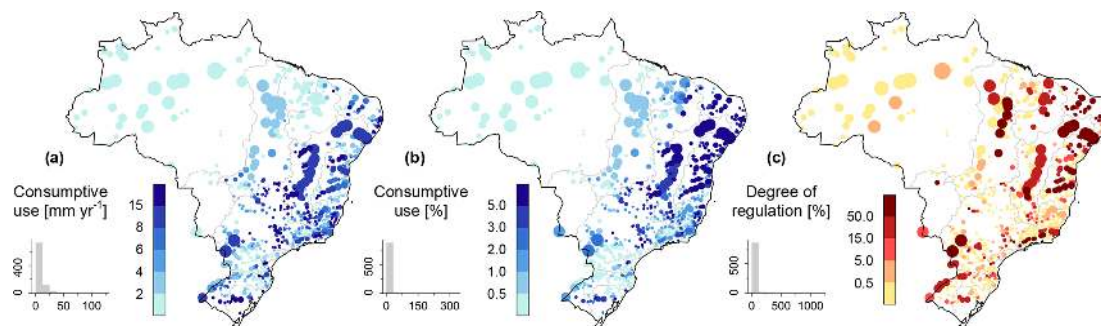 (a)
Consumptive
use [mm yr⁻¹]
15
8
6
4
2
400
0
0 25 50 75 100
(b)
Consumptive
use [%]
5.0
3.0
2.0
1.0
0.5
500
0
0 150 300
(c)
Degree of
regulation [%]
50.0
15.0
5.0
0.5
500
0
0 500 1000